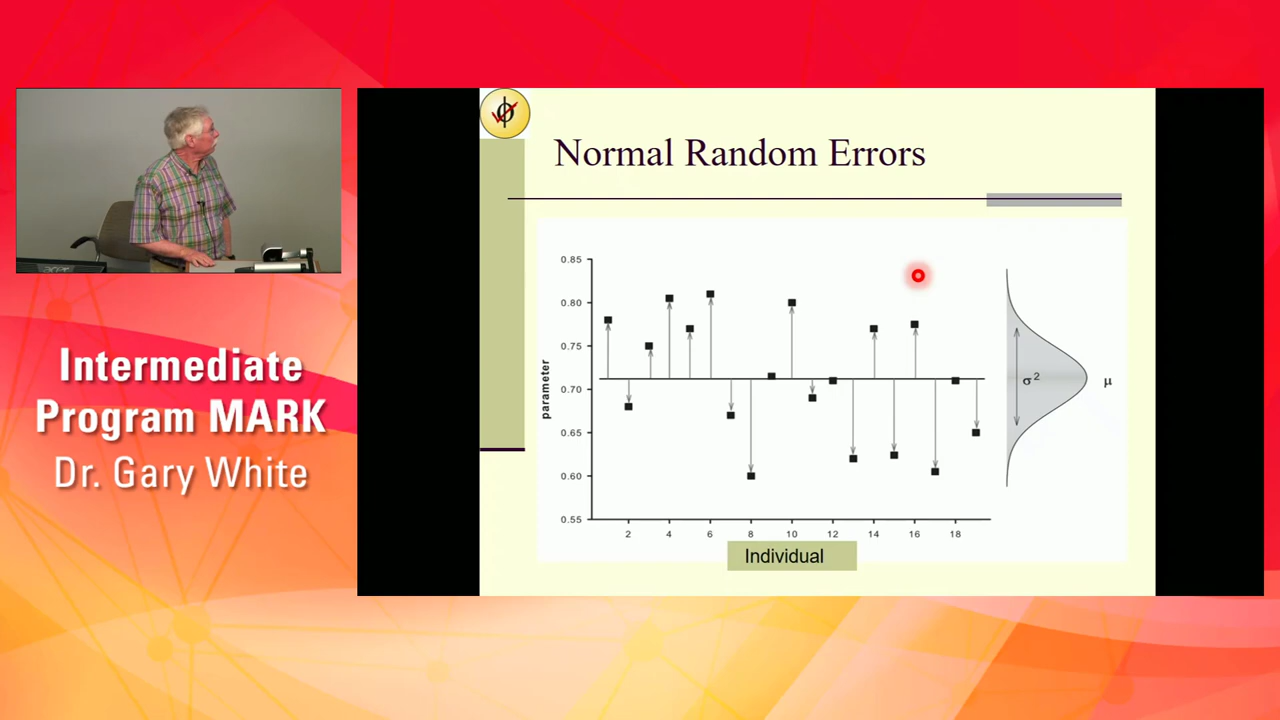 Intermediate
Program MARK
Dr. Gary White
acer
ϕ
Normal Random Errors
parameter
0.85
0.80
0.75
0.70
0.65
0.60
0.55
2 4 6 8 10 12 14 16 18
Individual
σ²
μ